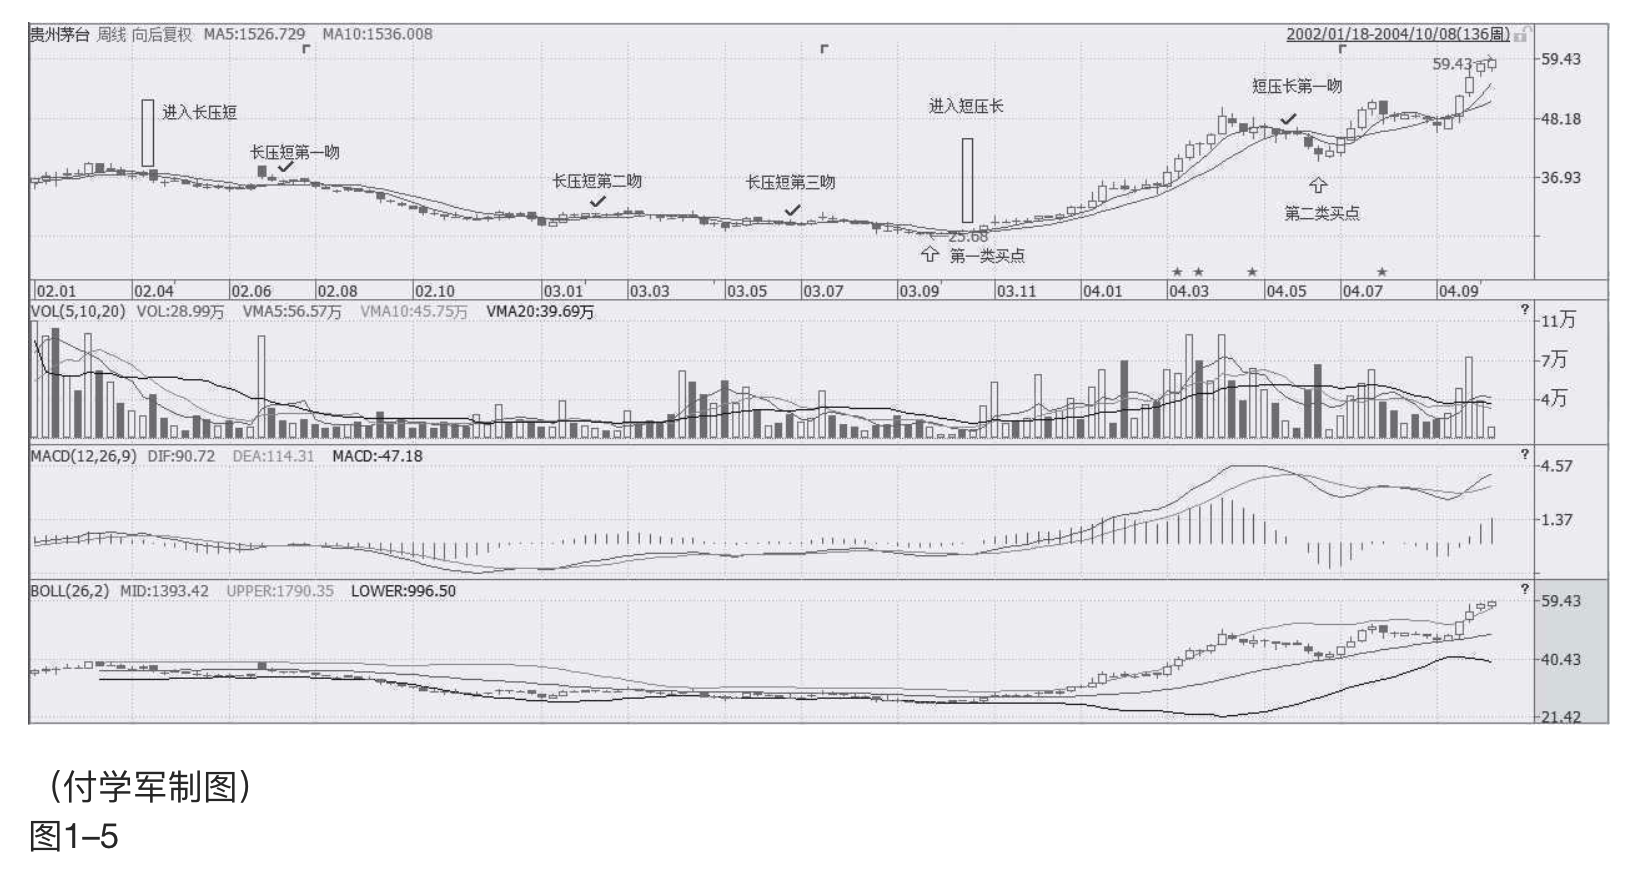 贵州茅台 周线 向后复权 MA5:1526.729 MA10:1536.008
2002/01/18-2004/10/08(136周)
59.43
59.43
短压长第一吻
进入长压短
进入短压长
48.18
长压短第一吻
长压短第二吻
长压短第三吻
36.93
第二类买点
25.68
第一类买点
02.01 02.04 02.06 02.08 02.10 03.01 03.03 03.05 03.07 03.09 03.11 04.01 04.03 04.05 04.07 04.09
VOL(5,10,20) VOL:28.99万 VMA5:56.57万 VMA10:45.75万 VMA20:39.69万 ?
11万
7万
4万
MACD(12,26,9) DIF:90.72 DEA:114.31 MACD:-47.18 ?
4.57
1.37
BOLL(26,2) MID:1393.42 UPPER:1790.35 LOWER:996.50 ?
59.43
40.43
21.42
（付学军制图）
图1–5